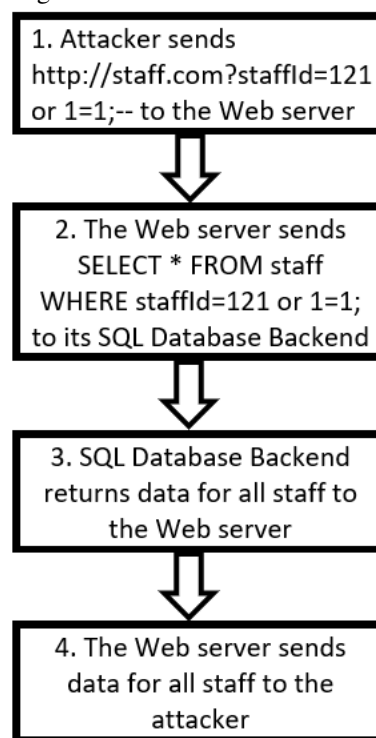 1. Attacker sends
http://staff.com?staffId=121
or 1=1;-- to the Web server
2. The Web server sends
SELECT * FROM staff
WHERE staffId=121 or 1=1;
to its SQL Database Backend
3. SQL Database Backend
returns data for all staff to
the Web server
4. The Web server sends
data for all staff to the
attacker